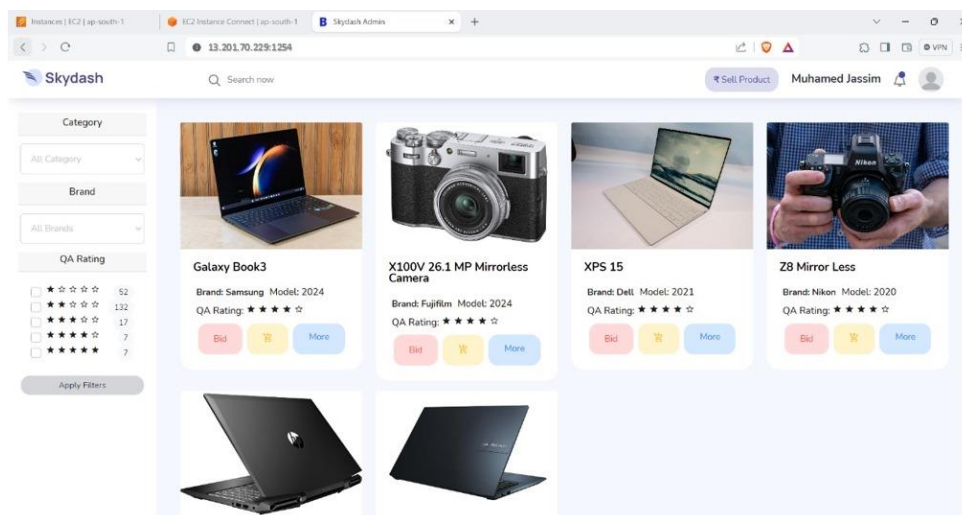 Instances | EC2 | ap-south-1
EC2 Instance Connect | ap-south-1
B Skydash Admin
13.201.70.229:1254
VPN
Skydash
Search now
₹ Sell Product
Muhamed Jassim
Category
All Category
Brand
All Brands
QA Rating
★ ☆ ☆ ☆ ☆ 52
★ ★ ☆ ☆ ☆ 132
★ ★ ★ ☆ ☆ 17
★ ★ ★ ★ ☆ 7
★ ★ ★ ★ ★ 7
Apply Filters
Galaxy Book3
Brand: Samsung Model: 2024
QA Rating: ★ ★ ★ ★ ☆
Bid
More
X100V 26.1 MP Mirrorless
Camera
Brand: Fujifilm Model: 2024
QA Rating: ★ ★ ★ ★ ☆
Bid
More
XPS 15
Brand: Dell Model: 2021
QA Rating: ★ ★ ★ ★ ☆
Bid
More
Nikon
Z8 Mirror Less
Brand: Nikon Model: 2020
QA Rating: ★ ★ ★ ★ ☆
Bid
More
hp